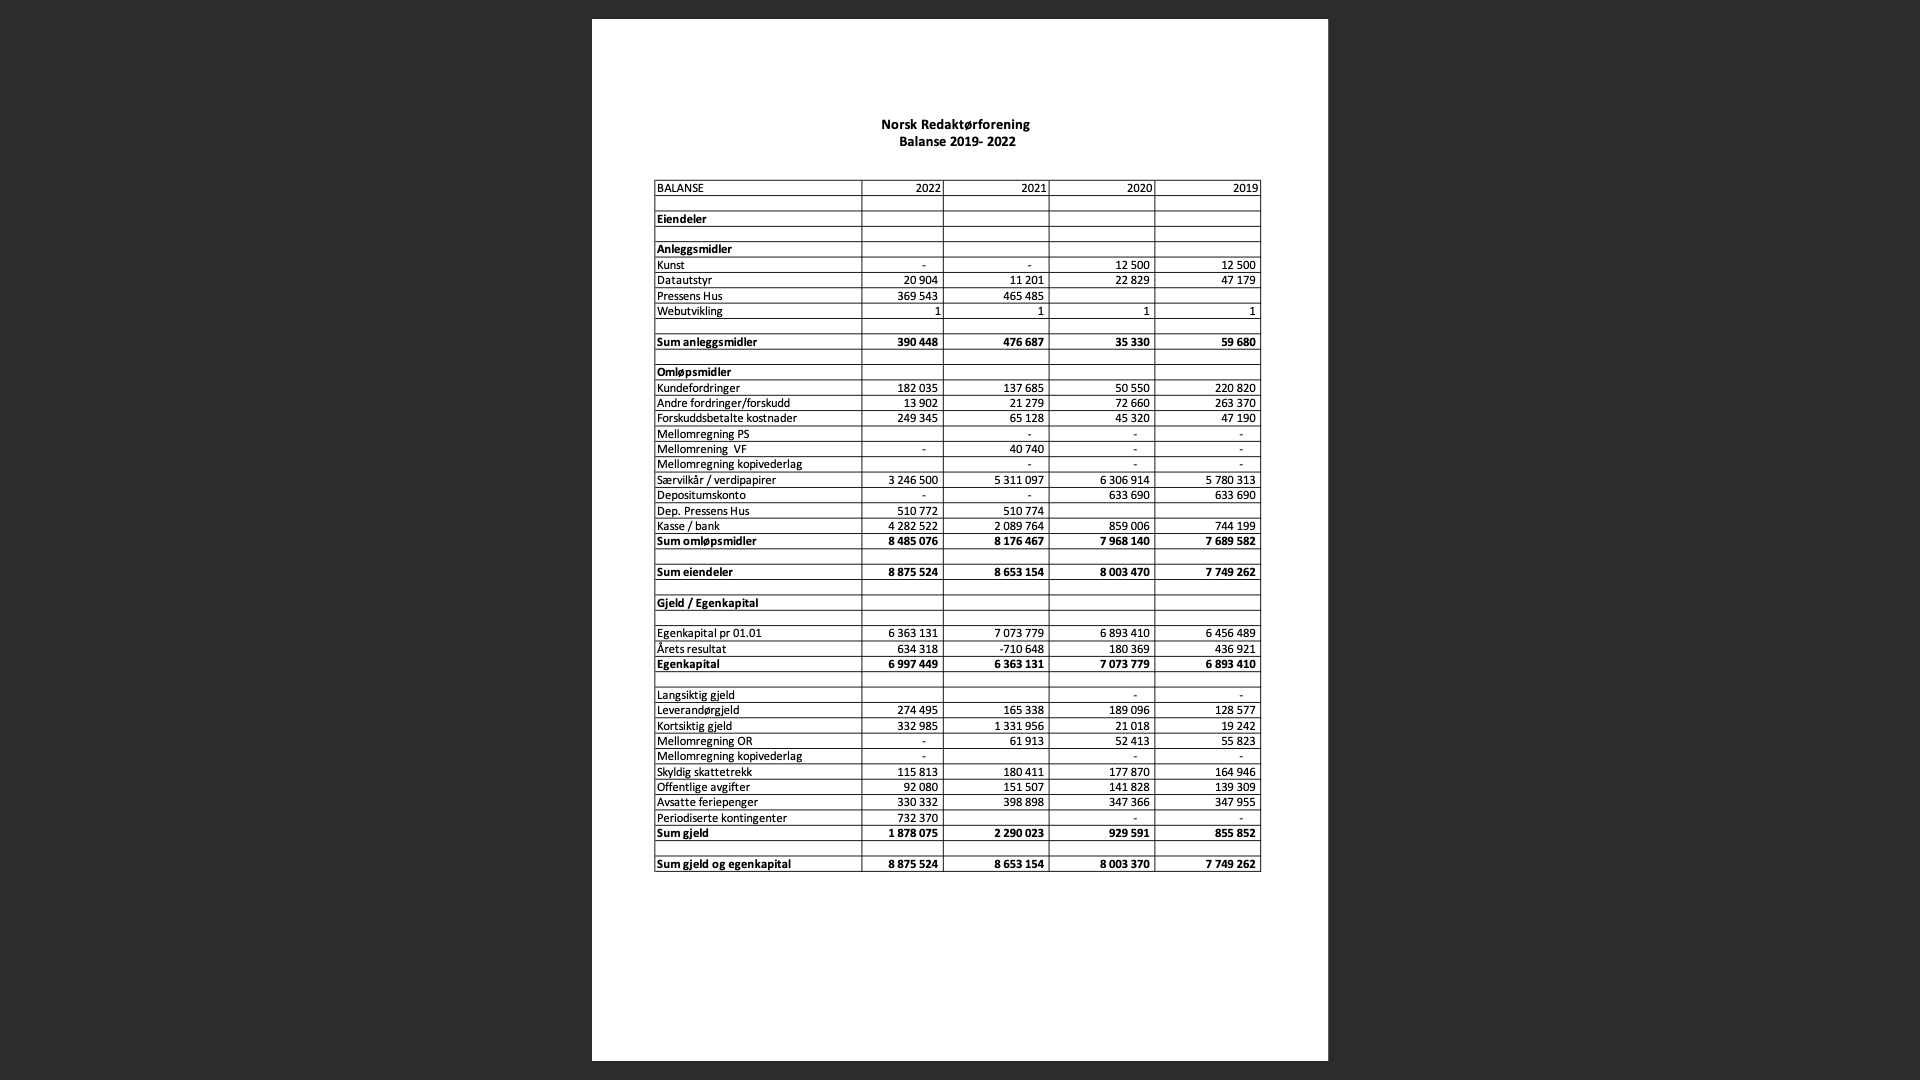 Norsk Redaktørforening
Balanse 2019- 2022
BALANSE 2022 2021 2020 2019
Eiendeler
Anleggsmidler
Kunst - - 12 500 12 500
Datautstyr 20 904 11 201 22 829 47 179
Pressens Hus 369 543 465 485
Webutvikling 1 1 1 1
Sum anleggsmidler 390 448 476 687 35 330 59 680
Omløpsmidler
Kundefordringer 182 035 137 685 50 550 220 820
Andre fordringer/forskudd 13 902 21 279 72 660 263 370
Forskuddsbetalte kostnader 249 345 65 128 45 320 47 190
Mellomregning PS - - -
Mellomrening VF - 40 740 - -
Mellomregning kopivederlag - - -
Særvilkår / verdipapirer 3 246 500 5 311 097 6 306 914 5 780 313
Depositumskonto - - 633 690 633 690
Dep. Pressens Hus 510 772 510 774
Kasse / bank 4 282 522 2 089 764 859 006 744 199
Sum omløpsmidler 8 485 076 8 176 467 7 968 140 7 689 582
Sum eiendeler 8 875 524 8 653 154 8 003 470 7 749 262
Gjeld / Egenkapital
Egenkapital pr 01.01 6 363 131 7 073 779 6 893 410 6 456 489
Årets resultat 634 318 -710 648 180 369 436 921
Egenkapital 6 997 449 6 363 131 7 073 779 6 893 410
Langsiktig gjeld - -
Leverandørgjeld 274 495 165 338 189 096 128 577
Kortsiktig gjeld 332 985 1 331 956 21 018 19 242
Mellomregning OR - 61 913 52 413 55 823
Mellomregning kopivederlag - - -
Skyldig skattetrekk 115 813 180 411 177 870 164 946
Offentlige avgifter 92 080 151 507 141 828 139 309
Avsatte feriepenger 330 332 398 898 347 366 347 955
Periodiserte kontingenter 732 370 - -
Sum gjeld 1 878 075 2 290 023 929 591 855 852
Sum gjeld og egenkapital 8 875 524 8 653 154 8 003 370 7 749 262